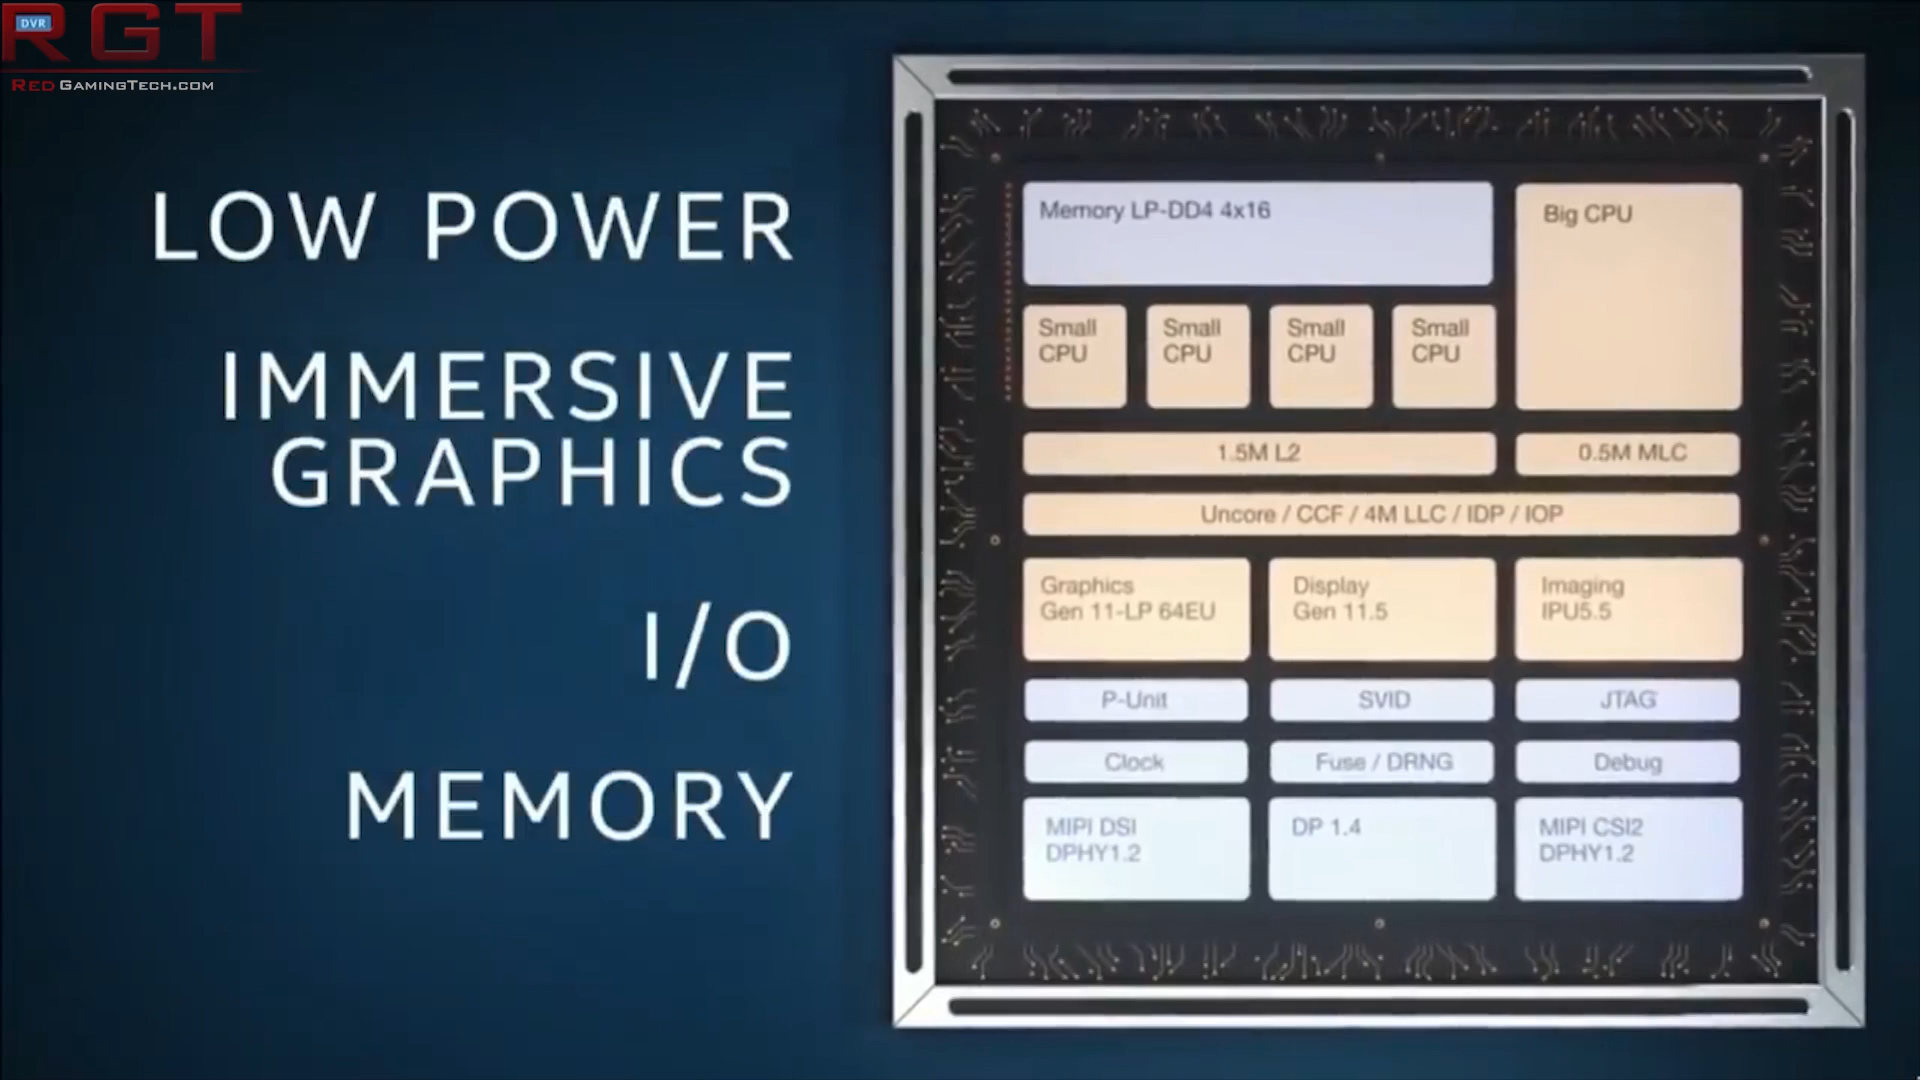 DVR
RGT
RedGamingTech.com
LOW POWER
IMMERSIVE
GRAPHICS
I/O
MEMORY
Memory LP-DD4 4x16
Big CPU
Small
CPU
Small
CPU
Small
CPU
Small
CPU
1.5M L2
0.5M MLC
Uncore / CCF / 4M LLC / IDP / IOP
Graphics
Gen 11-LP 64EU
Display
Gen 11.5
Imaging
IPU5.5
P-Unit
SVID
JTAG
Clock
Fuse / DRNG
Debug
MIPI DSI
DPHY1.2
DP 1.4
MIPI CSI2
DPHY1.2